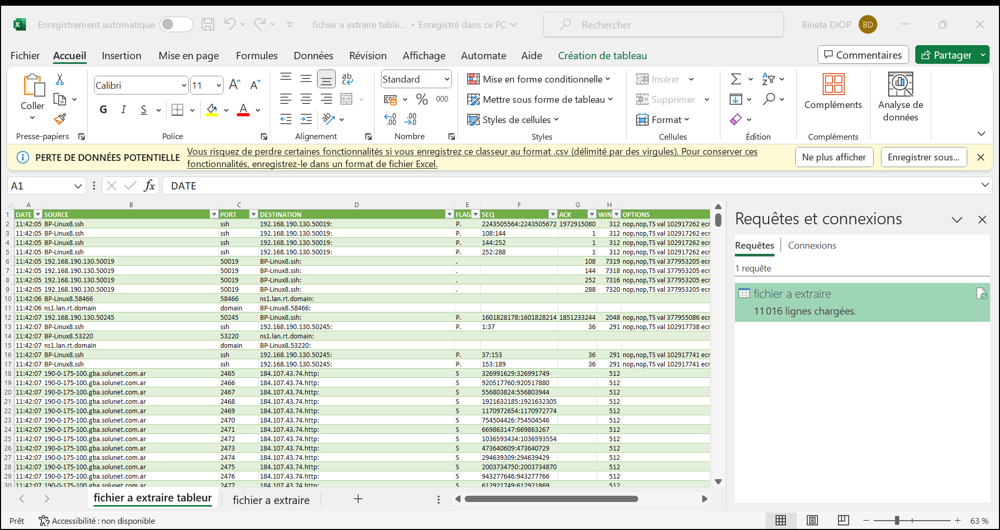 Enregistrement automatique
fichier a extraire table... • Enregistré dans ce PC
Rechercher
Bineta DIOP
BD
Fichier Accueil Insertion Mise en page Formules Données Révision Affichage Automate Aide Création de tableau
Commentaires
Partager
Coller
Presse-papiers
Calibri
11
G I S
Police
Alignement
Standard
% 000
Nombre
Mise en forme conditionnelle
Mettre sous forme de tableau
Styles de cellules
Styles
Insérer
Supprimer
Format
Cellules
Édition
Compléments
Compléments
Analyse de
données
PERTE DE DONNÉES POTENTIELLE
Vous risquez de perdre certaines fonctionnalités si vous enregistrez ce classeur au format .csv (délimité par des virgules). Pour conserver ces
fonctionnalités, enregistrez-le dans un format de fichier Excel.
Ne plus afficher
Enregistrer sous...
A1
fx
DATE
A B C D E F G H
1 DATE SOURCE PORT DESTINATION FLAG SEQ ACK WIN OPTIONS
2 11:42:05 BP-Linux8.ssh ssh 192.168.190.130.50019: P. 2243505564:2243505672 1972915080 312 nop,nop,TS val 102917262 ecr
3 11:42:05 BP-Linux8.ssh ssh 192.168.190.130.50019: P. 108:144 1 312 nop,nop,TS val 102917262 ecr
4 11:42:05 BP-Linux8.ssh ssh 192.168.190.130.50019: P. 144:252 1 312 nop,nop,TS val 102917262 ecr
5 11:42:05 BP-Linux8.ssh ssh 192.168.190.130.50019: P. 252:288 1 312 nop,nop,TS val 102917262 ecr
6 11:42:05 192.168.190.130.50019 50019 BP-Linux8.ssh: . 108 7319 nop,nop,TS val 377953205 ecr
7 11:42:05 192.168.190.130.50019 50019 BP-Linux8.ssh: . 144 7318 nop,nop,TS val 377953205 ecr
8 11:42:05 192.168.190.130.50019 50019 BP-Linux8.ssh: . 252 7316 nop,nop,TS val 377953205 ecr
9 11:42:05 192.168.190.130.50019 50019 BP-Linux8.ssh: . 288 7320 nop,nop,TS val 377953205 ecr
10 11:42:06 BP-Linux8.58466 58466 ns1.lan.rt.domain:
11 11:42:06 ns1.lan.rt.domain domain BP-Linux8.58466:
12 11:42:07 192.168.190.130.50245 50245 BP-Linux8.ssh: P. 1601828178:1601828214 1851233244 2048 nop,nop,TS val 377955086 ecr
13 11:42:07 BP-Linux8.ssh ssh 192.168.190.130.50245: P. 1:37 36 291 nop,nop,TS val 102917738 ecr
14 11:42:07 BP-Linux8.53220 53220 ns1.lan.rt.domain:
15 11:42:07 ns1.lan.rt.domain domain BP-Linux8.53220:
16 11:42:07 BP-Linux8.ssh ssh 192.168.190.130.50245: P. 37:153 36 291 nop,nop,TS val 102917741 ecr
17 11:42:07 BP-Linux8.ssh ssh 192.168.190.130.50245: P. 153:189 36 291 nop,nop,TS val 102917741 ecr
18 11:42:07 190-0-175-100.gba.solunet.com.ar 2465 184.107.43.74.http: S 326991629:326991749 512
19 11:42:07 190-0-175-100.gba.solunet.com.ar 2466 184.107.43.74.http: S 920517760:920517880 512
20 11:42:07 190-0-175-100.gba.solunet.com.ar 2467 184.107.43.74.http: S 556803824:556803944 512
21 11:42:07 190-0-175-100.gba.solunet.com.ar 2468 184.107.43.74.http: S 1921632185:1921632305 512
22 11:42:07 190-0-175-100.gba.solunet.com.ar 2469 184.107.43.74.http: S 1170972654:1170972774 512
23 11:42:07 190-0-175-100.gba.solunet.com.ar 2470 184.107.43.74.http: S 754504426:754504546 512
24 11:42:07 190-0-175-100.gba.solunet.com.ar 2471 184.107.43.74.http: S 669863147:669863267 512
25 11:42:07 190-0-175-100.gba.solunet.com.ar 2472 184.107.43.74.http: S 1036593434:1036593554 512
26 11:42:07 190-0-175-100.gba.solunet.com.ar 2473 184.107.43.74.http: S 473640609:473640729 512
27 11:42:07 190-0-175-100.gba.solunet.com.ar 2474 184.107.43.74.http: S 294639309:294639429 512
28 11:42:07 190-0-175-100.gba.solunet.com.ar 2475 184.107.43.74.http: S 2003734750:2003734870 512
29 11:42:07 190-0-175-100.gba.solunet.com.ar 2476 184.107.43.74.http: S 943277646:943277766 512
30 11:42:07 190-0-175-100.gba.solunet.com.ar 2477 184.107.43.74.http: S 612921749:612921869 512
Requêtes et connexions
Requêtes
Connexions
1 requête
fichier a extraire
11 016 lignes chargées.
fichier a extraire tableur
fichier a extraire
Prêt
Accessibilité : non disponible
63 %